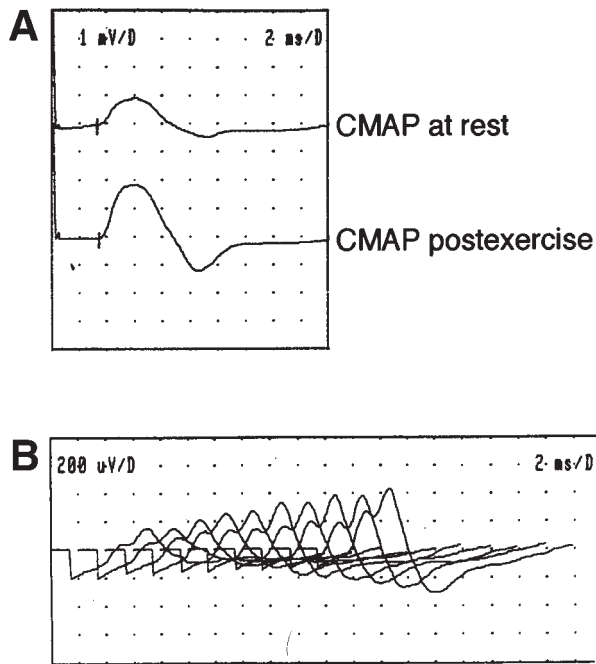 A
1 mV/D 2 ms/D
CMAP at rest
CMAP postexercise
B
200 uV/D 2 ms/D